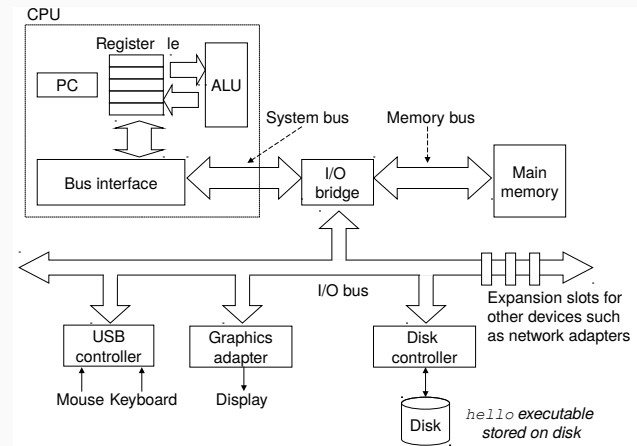 CPU
Register le
PC
ALU
System bus
Memory bus
Bus interface
I/O
bridge
Main
memory
I/O bus
Expansion slots for
other devices such
as network adapters
USB
controller
Graphics
adapter
Disk
controller
Mouse Keyboard
Display
Disk
hello executable
stored on disk